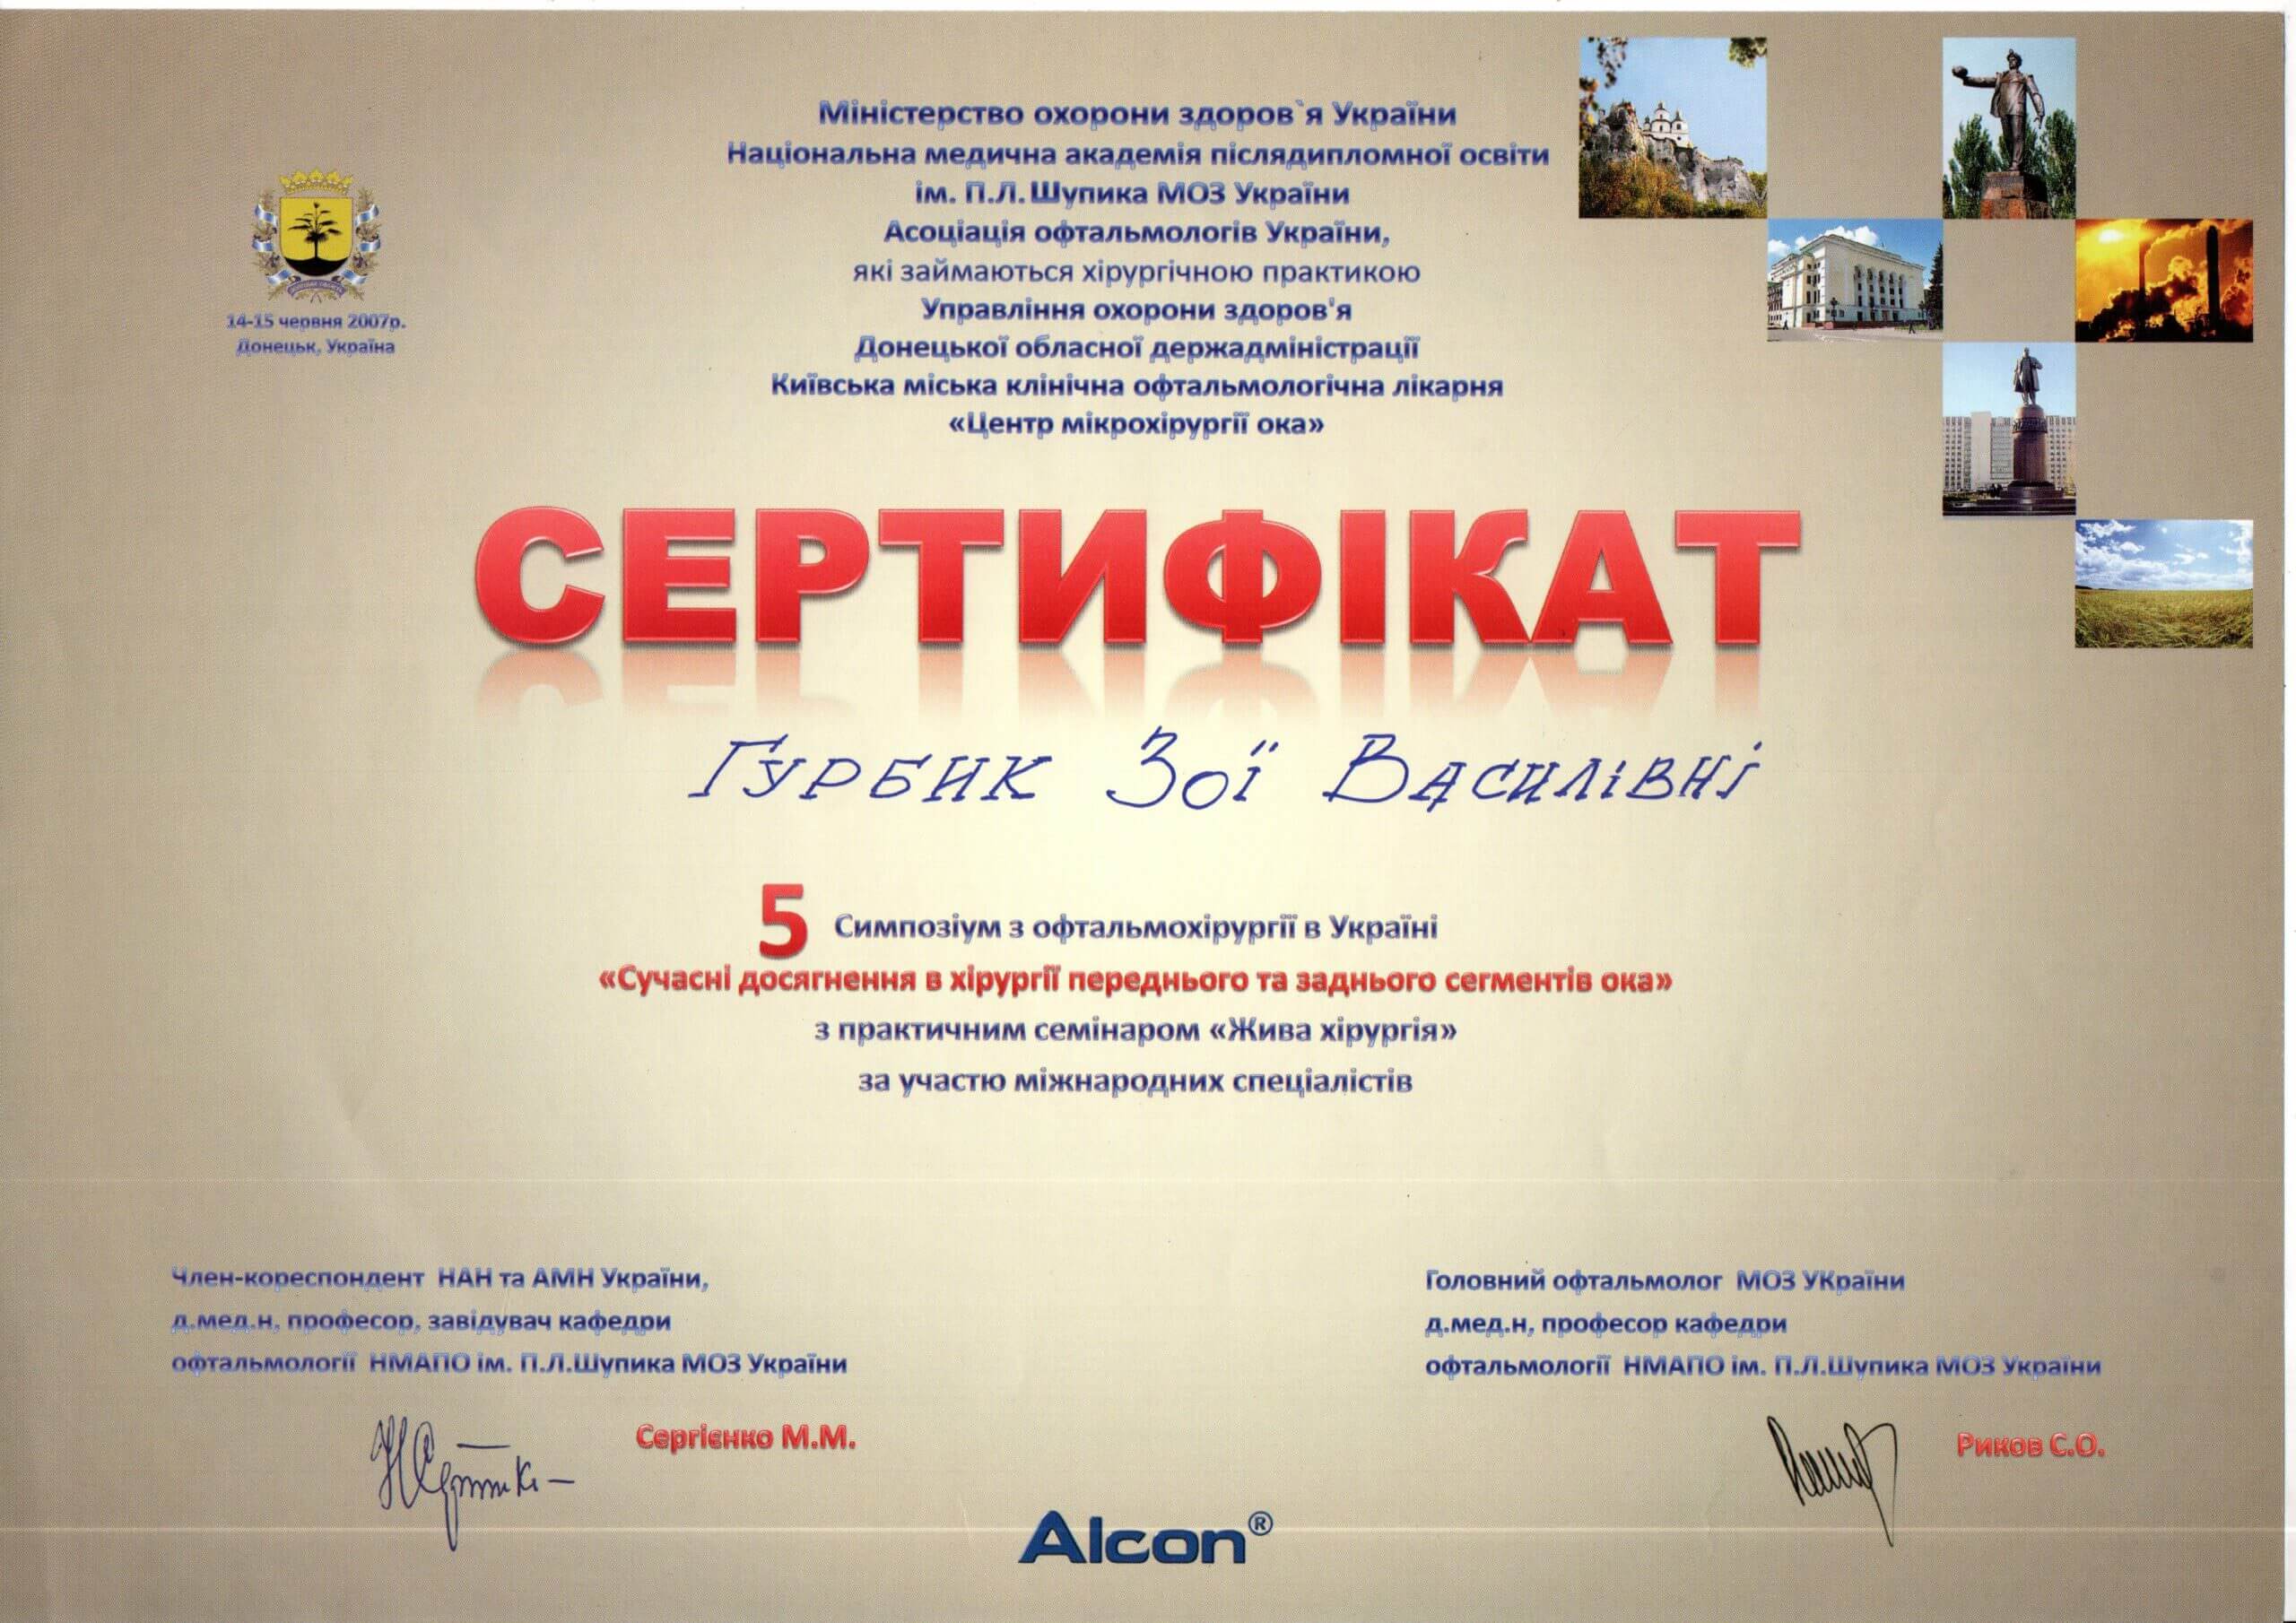 Міністерство охорони здоров`я України
Національна медична академія післядипломної освіти
ім. П.Л. Шупика МОЗ України
Асоціація офтальмологів України,
які займаються хірургічною практикою
Управління охорони здоров'я
Донецької обласної держадміністрації
Київська міська клінічна офтальмологічна лікарня
«Центр мікрохірургії ока»
14-15 червня 2007р.
Донецьк, Україна
СЕРТИФІКАТ
Гурбик Зої Василівні
5 Симпозіум з офтальмохірургії в Україні
«Сучасні досягнення в хірургії переднього та заднього сегментів ока»
з практичним семінаром «Жива хірургія»
за участю міжнародних спеціалістів
Член-кореспондент НАН та АМН України,
д.мед.н, професор, завідувач кафедри
офтальмології НМАПО ім. П.Л.Шупика МОЗ України
Сергієнко М.М.
Головний офтальмолог МОЗ УКраїни
д.мед.н, професор кафедри
офтальмології НМАПО ім. П.Л.Шупика МОЗ України
Риков С.О.
Alcon®